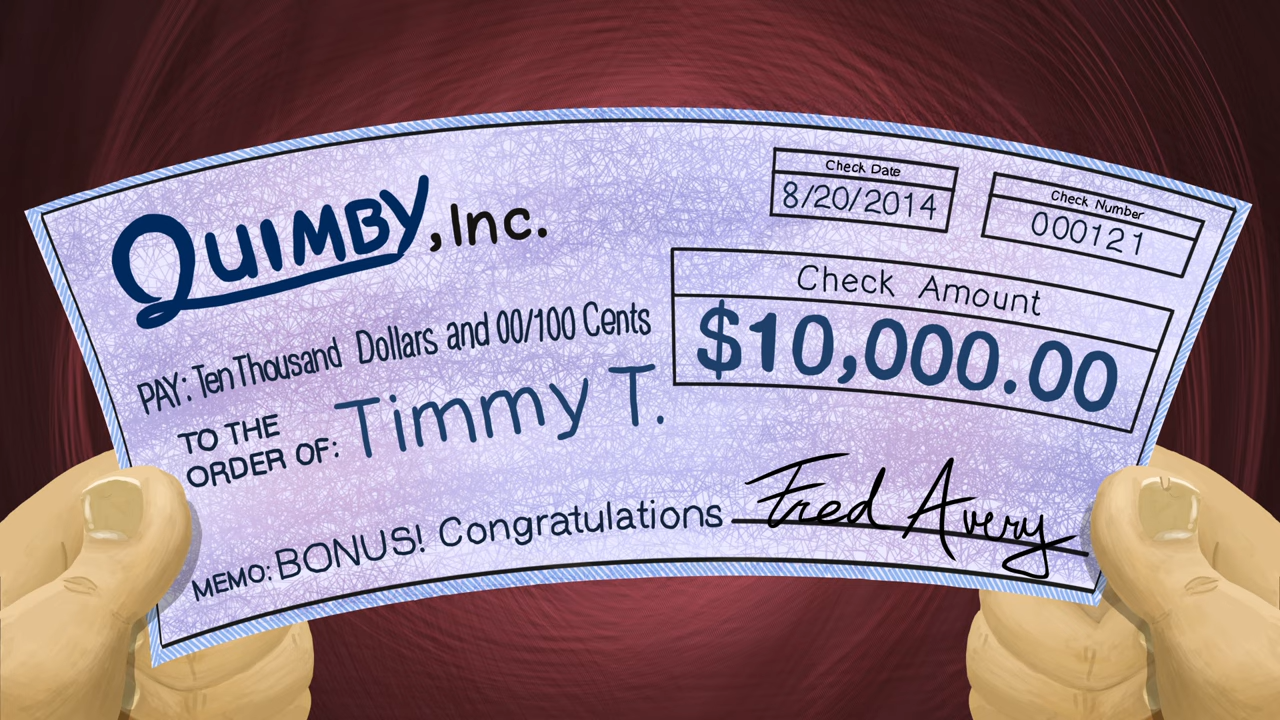 QUIMBY, Inc.
Check Date
8/20/2014
Check Number
000121
Check Amount
$10,000.00
PAY: Ten Thousand Dollars and 00/100 Cents
TO THE
ORDER OF: Timmy T.
MEMO: BONUS! Congratulations
Fred Avery